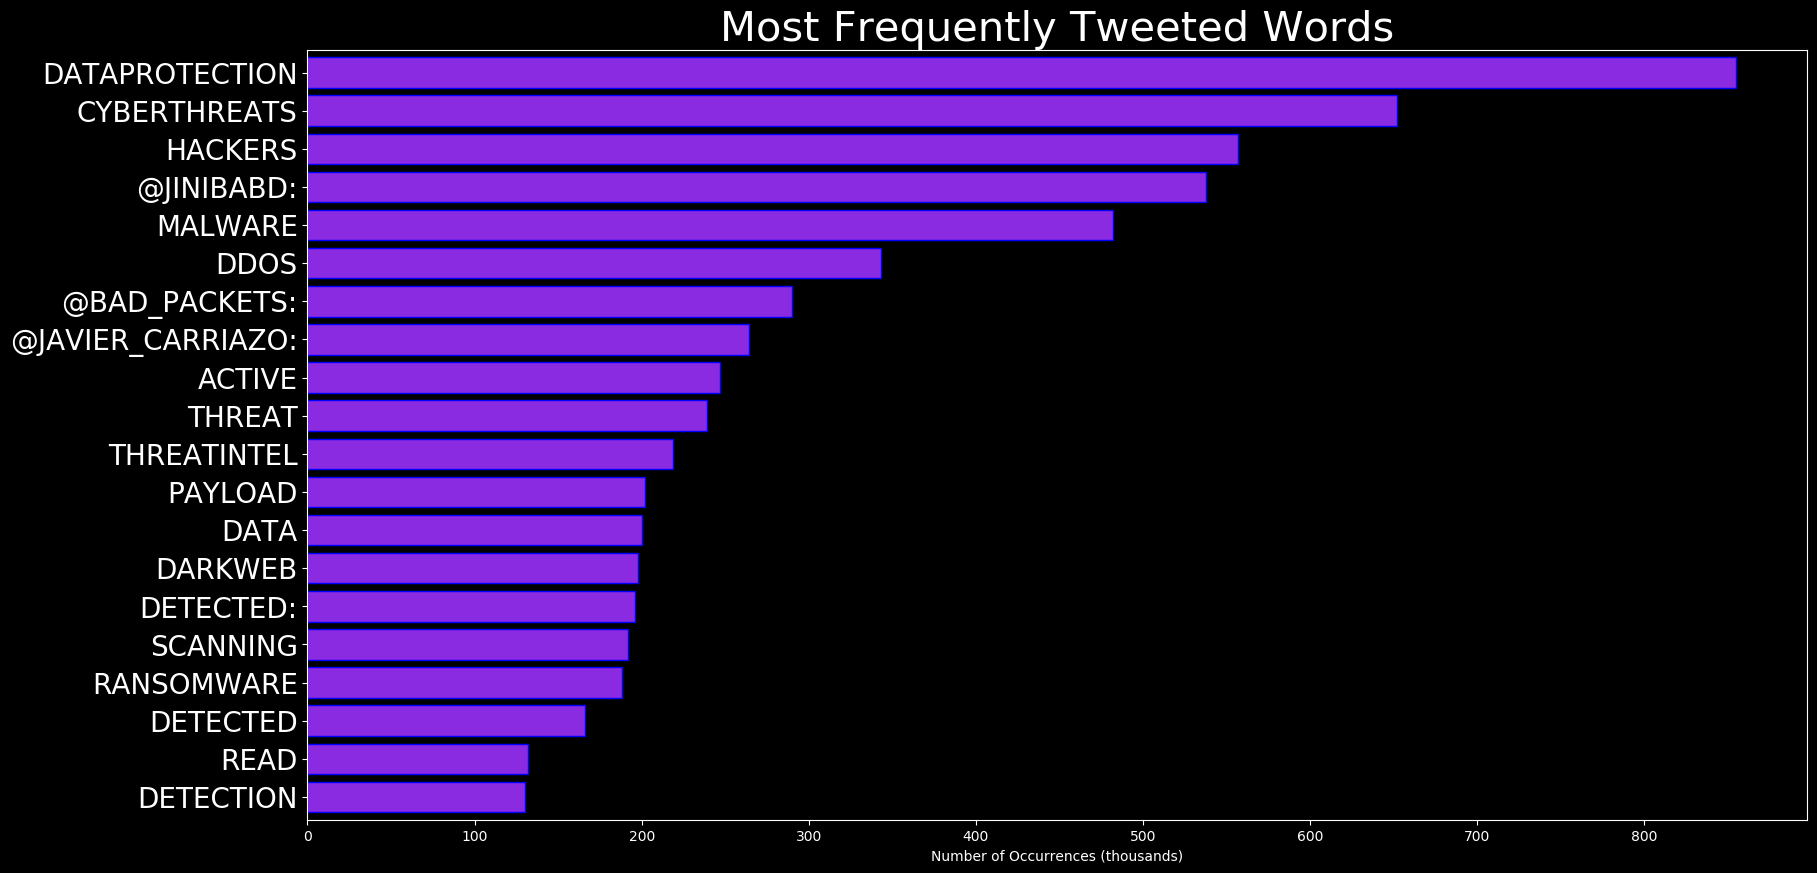 Most Frequently Tweeted Words
DATAPROTECTION
CYBERTHREATS
HACKERS
@JINIBABD:
MALWARE
DDOS
@BAD_PACKETS:
@JAVIER_CARRIAZO:
ACTIVE
THREAT
THREATINTEL
PAYLOAD
DATA
DARKWEB
DETECTED:
SCANNING
RANSOMWARE
DETECTED
READ
DETECTION
0 100 200 300 400 500 600 700 800
Number of Occurrences (thousands)